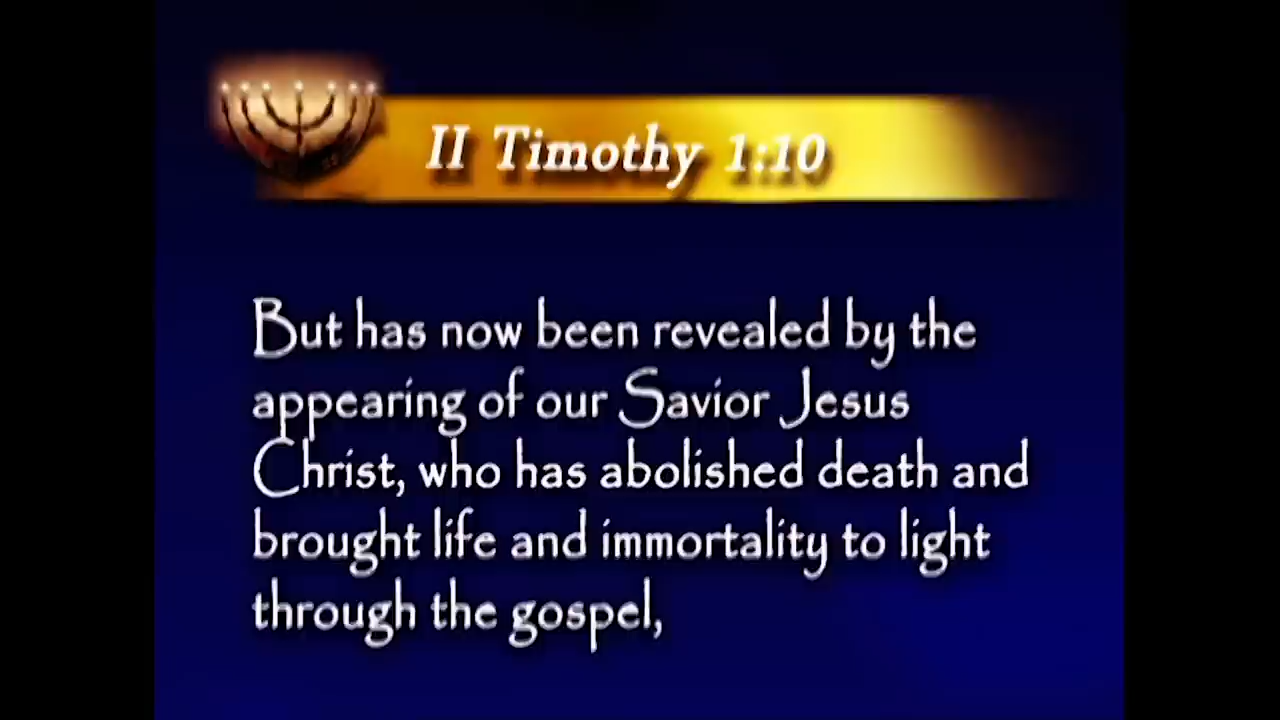 II Timothy 1:10
But has now been revealed by the
appearing of our Savior Jesus
Christ, who has abolished death and
brought life and immortality to light
through the gospel,